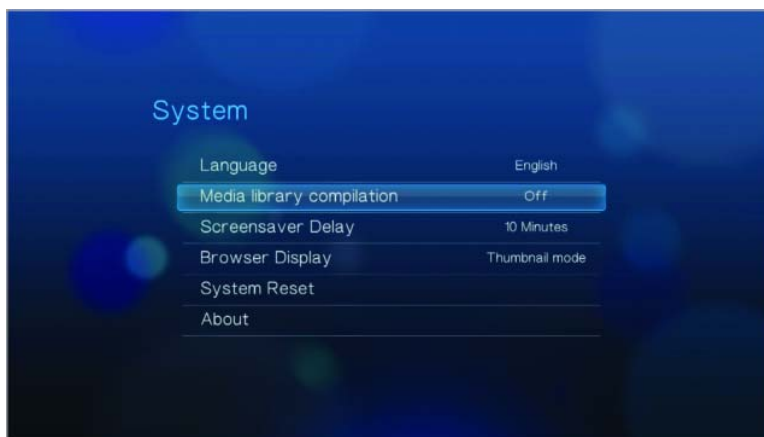 System
Language English
Media library compilation Off
Screensaver Delay 10 Minutes
Browser Display Thumbnail mode
System Reset
About